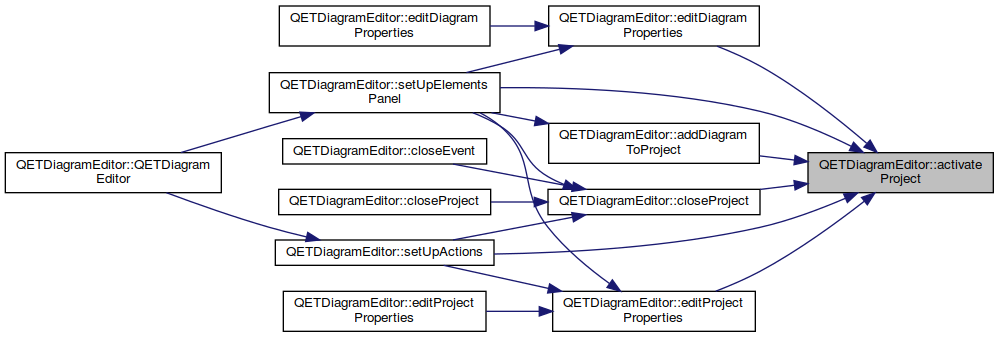 QETDiagramEditor::editDiagram
Properties
QETDiagramEditor::editDiagram
Properties
QETDiagramEditor::setUpElements
Panel
QETDiagramEditor::addDiagram
ToProject
QETDiagramEditor::closeEvent
QETDiagramEditor::QETDiagram
Editor
QETDiagramEditor::activate
Project
QETDiagramEditor::closeProject
QETDiagramEditor::closeProject
QETDiagramEditor::setUpActions
QETDiagramEditor::editProject
Properties
QETDiagramEditor::editProject
Properties